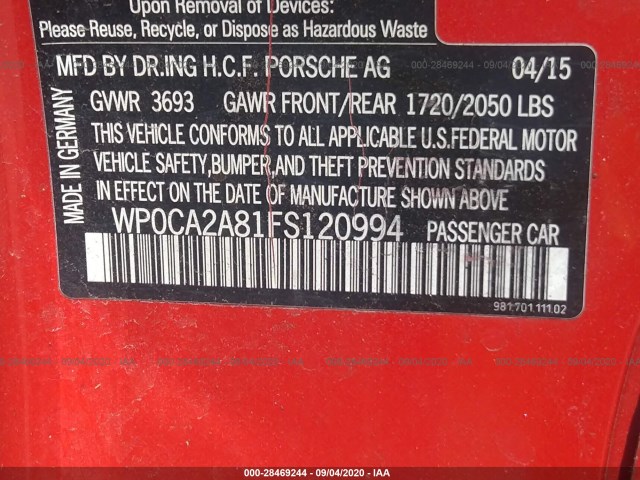 Upon Removal of Devices:
Please Reuse, Recycle, or Dispose as Hazardous Waste
MADE IN GERMANY
MFD BY DR.ING H.C.F. PORSCHE AG 04/15
GVWR 3693 GAWR FRONT/REAR 1720/2050 LBS
THIS VEHICLE CONFORMS TO ALL APPLICABLE U.S.FEDERAL MOTOR
VEHICLE SAFETY,BUMPER,AND THEFT PREVENTION STANDARDS
IN EFFECT ON THE DATE OF MANUFACTURE SHOWN ABOVE
WP0CA2A81FS120994 PASSENGER CAR
981.701.111.02
000-28469244 - 09/04/2020 - IAA